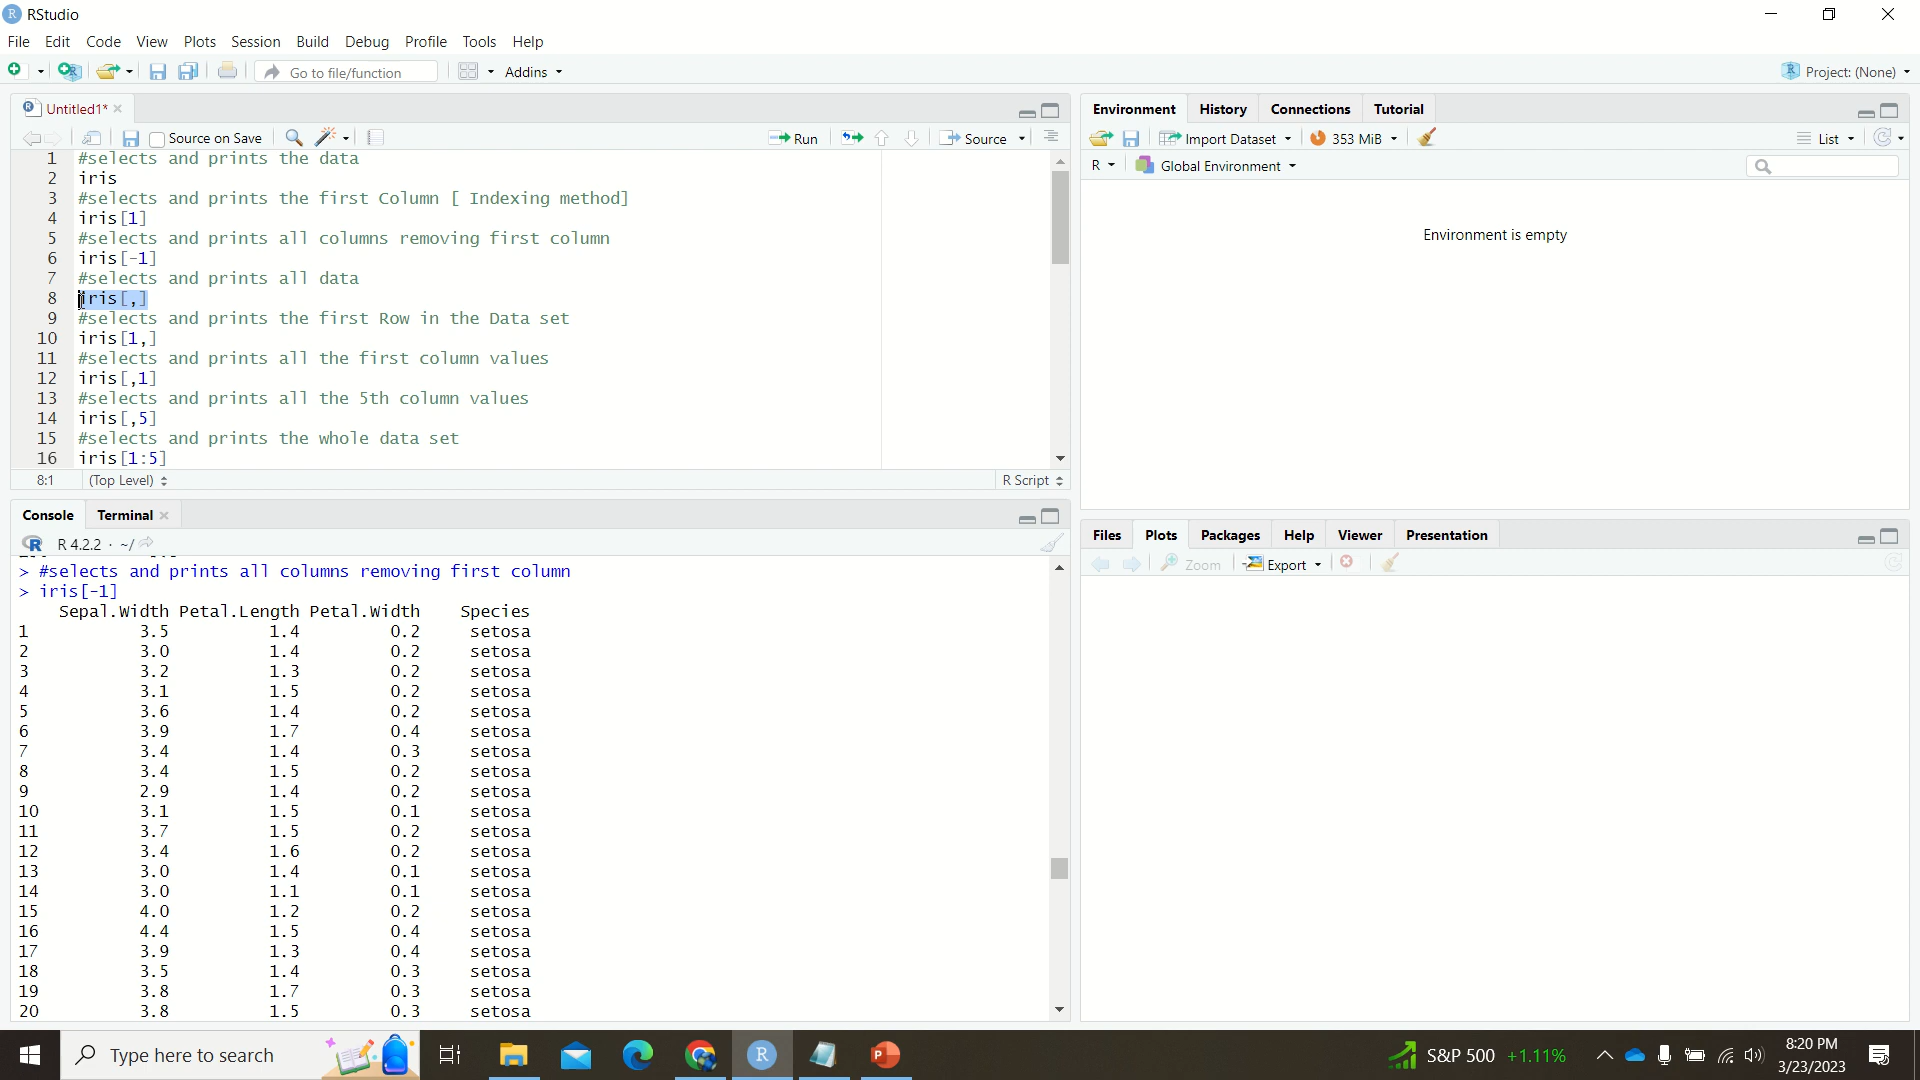 RStudio
File Edit Code View Plots Session Build Debug Profile Tools Help
Go to file/function Addins Project: (None)
Untitled1*
Source on Save Run Source
1 #selects and prints the data
2 iris
3 #selects and prints the first Column [ Indexing method]
4 iris[1]
5 #selects and prints all columns removing first column
6 iris[-1]
7 #selects and prints all data
8 iris[,]
9 #selects and prints the first Row in the Data set
10 iris[1,]
11 #selects and prints all the first column values
12 iris[,1]
13 #selects and prints all the 5th column values
14 iris[,5]
15 #selects and prints the whole data set
16 iris[1:5]
8:1 (Top Level) R Script
Console Terminal
R 4.2.2 · ~/
> #selects and prints all columns removing first column
> iris[-1]
Sepal.Width Petal.Length Petal.Width Species
1 3.5 1.4 0.2 setosa
2 3.0 1.4 0.2 setosa
3 3.2 1.3 0.2 setosa
4 3.1 1.5 0.2 setosa
5 3.6 1.4 0.2 setosa
6 3.9 1.7 0.4 setosa
7 3.4 1.4 0.3 setosa
8 3.4 1.5 0.2 setosa
9 2.9 1.4 0.2 setosa
10 3.1 1.5 0.1 setosa
11 3.7 1.5 0.2 setosa
12 3.4 1.6 0.2 setosa
13 3.0 1.4 0.1 setosa
14 3.0 1.1 0.1 setosa
15 4.0 1.2 0.2 setosa
16 4.4 1.5 0.4 setosa
17 3.9 1.3 0.4 setosa
18 3.5 1.4 0.3 setosa
19 3.8 1.7 0.3 setosa
20 3.8 1.5 0.3 setosa
Environment History Connections Tutorial
Import Dataset 353 MiB List
R Global Environment
Environment is empty
Files Plots Packages Help Viewer Presentation
Zoom Export
Type here to search
S&P 500 +1.11%
8:20 PM
3/23/2023